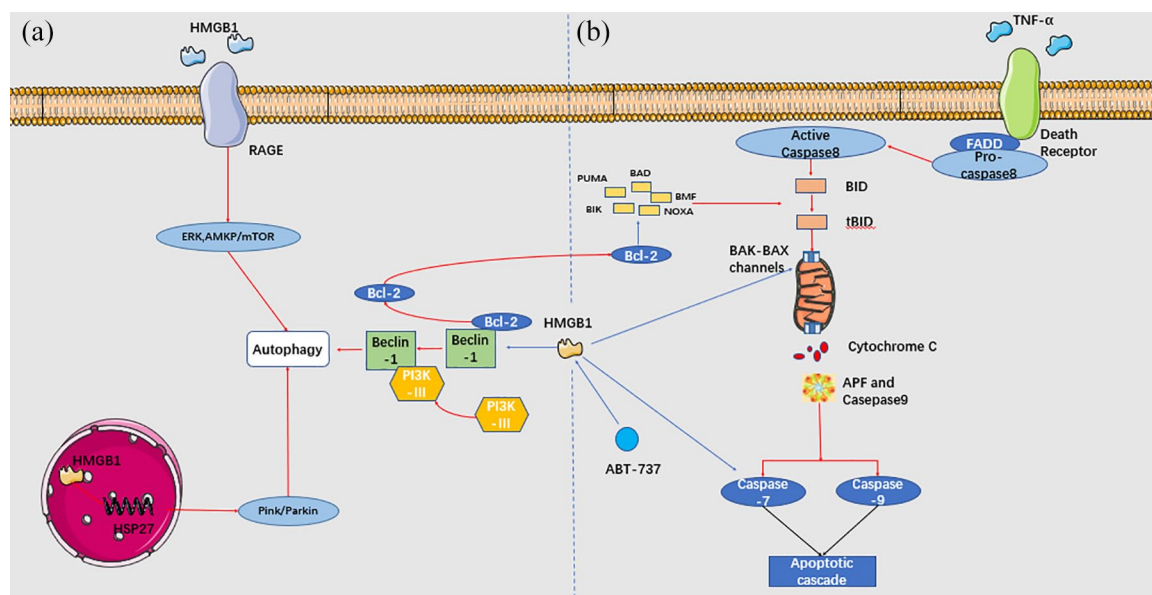 (a)
HMGB1
RAGE
ERK,AMKP/mTOR
Autophagy
Beclin
-1
Beclin
-1
Bcl-2
Bcl-2
PI3K
-III
PI3K
-III
HMGB1
HSP27
Pink/Parkin
(b)
TNF-α
Death
Receptor
FADD
Pro-
caspase8
Active
Caspase8
BID
tBID
PUMA
BAD
BMF
BIK
NOXA
Bcl-2
BAK-BAX
channels
HMGB1
Cytochrome C
APF and
Casepase9
ABT-737
Caspase
-7
Caspase
-9
Apoptotic
cascade